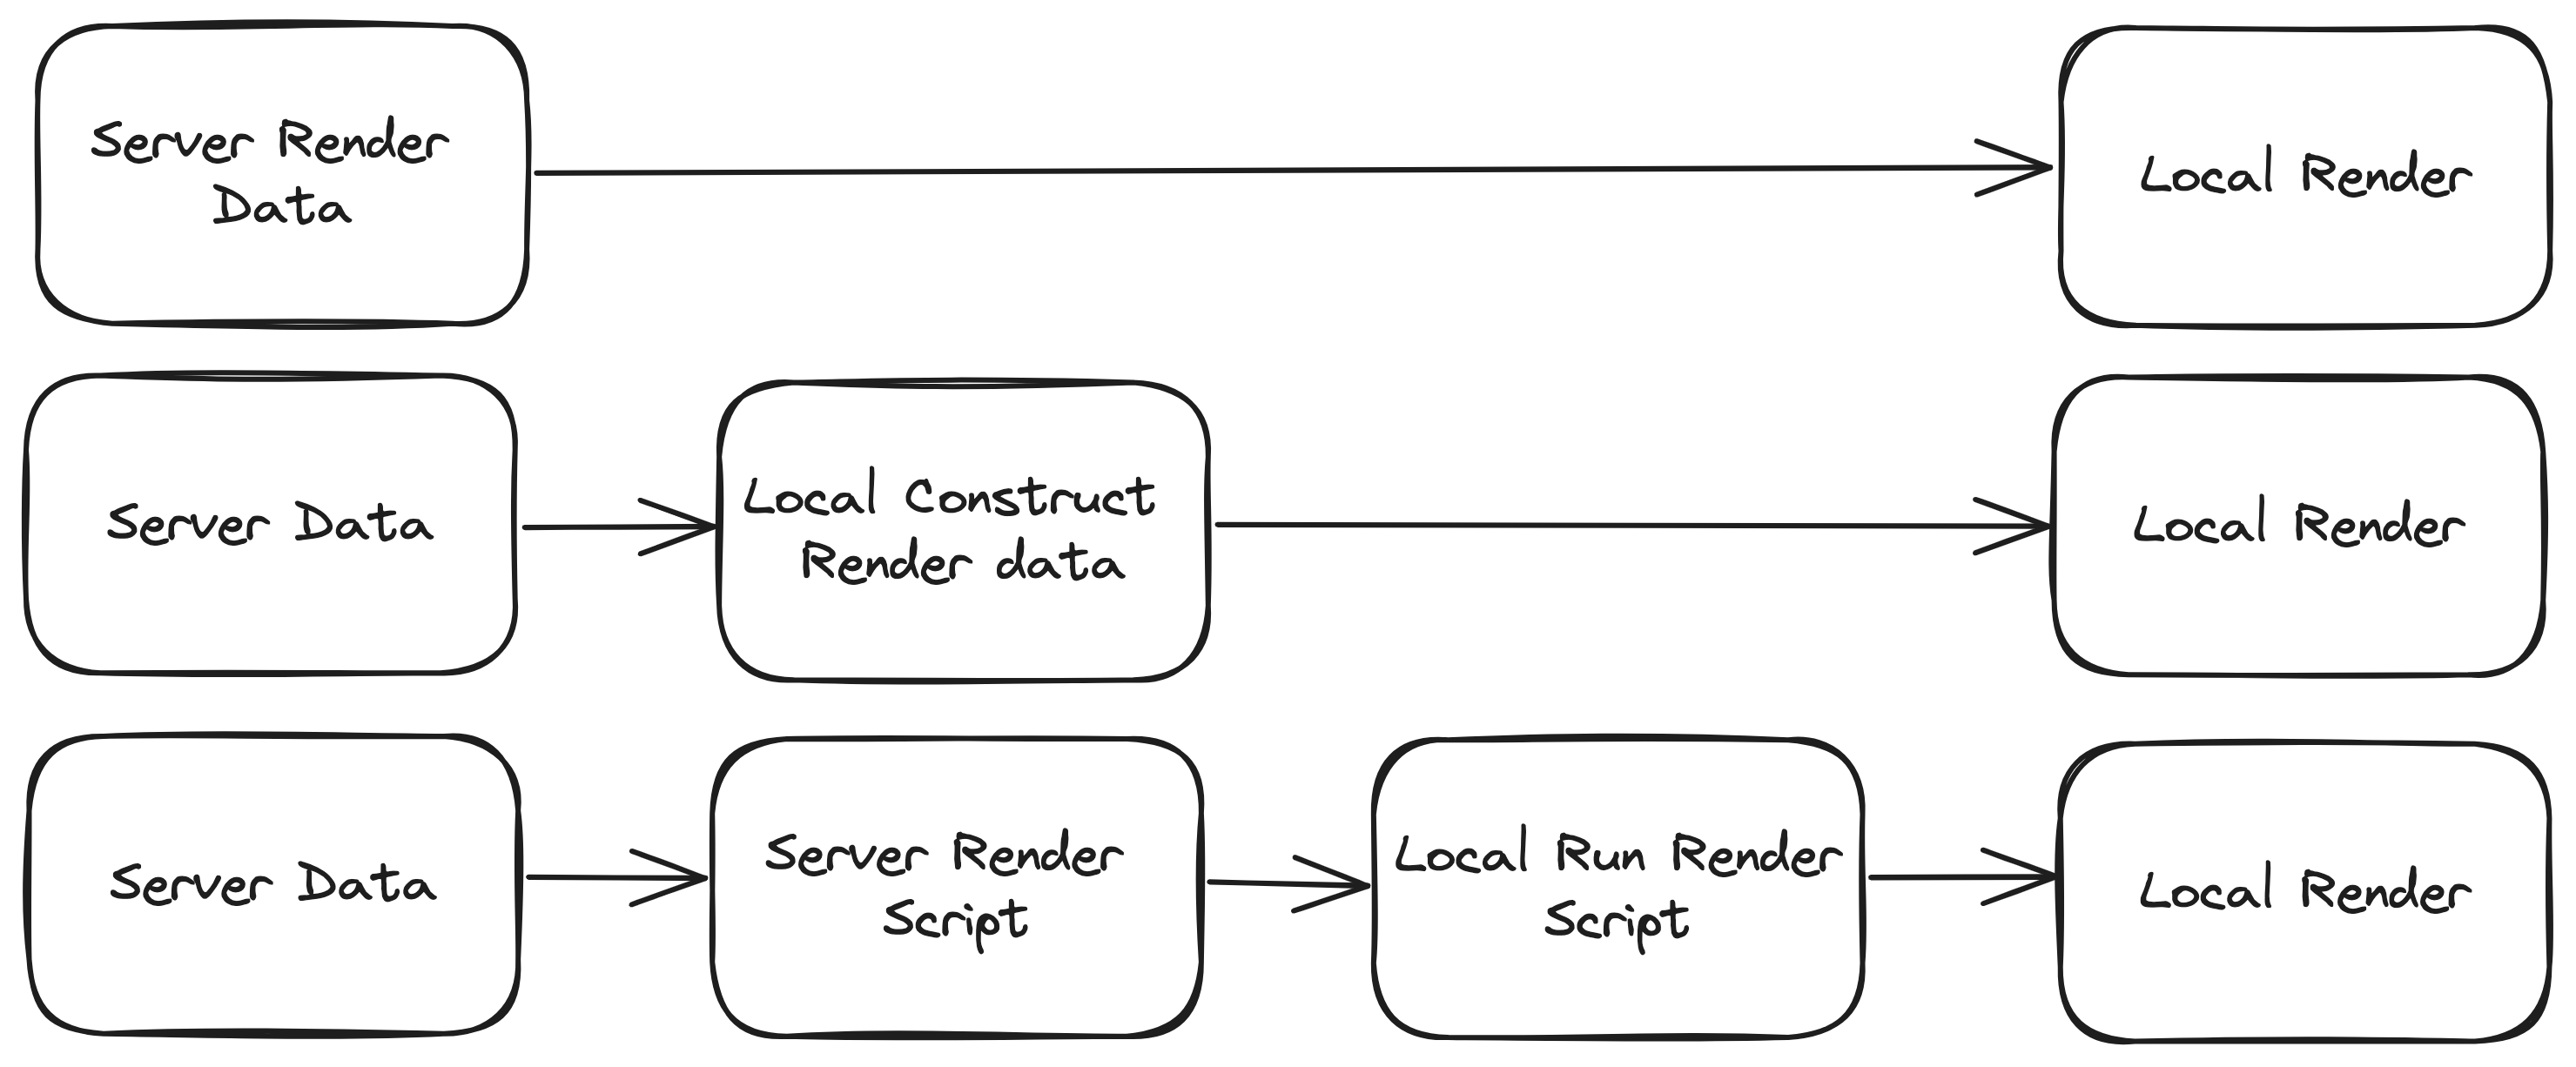 Server Render
Data
Local Render
Server Data
Local Construct
Render data
Local Render
Server Data
Server Render
Script
Local Run Render
Script
Local Render